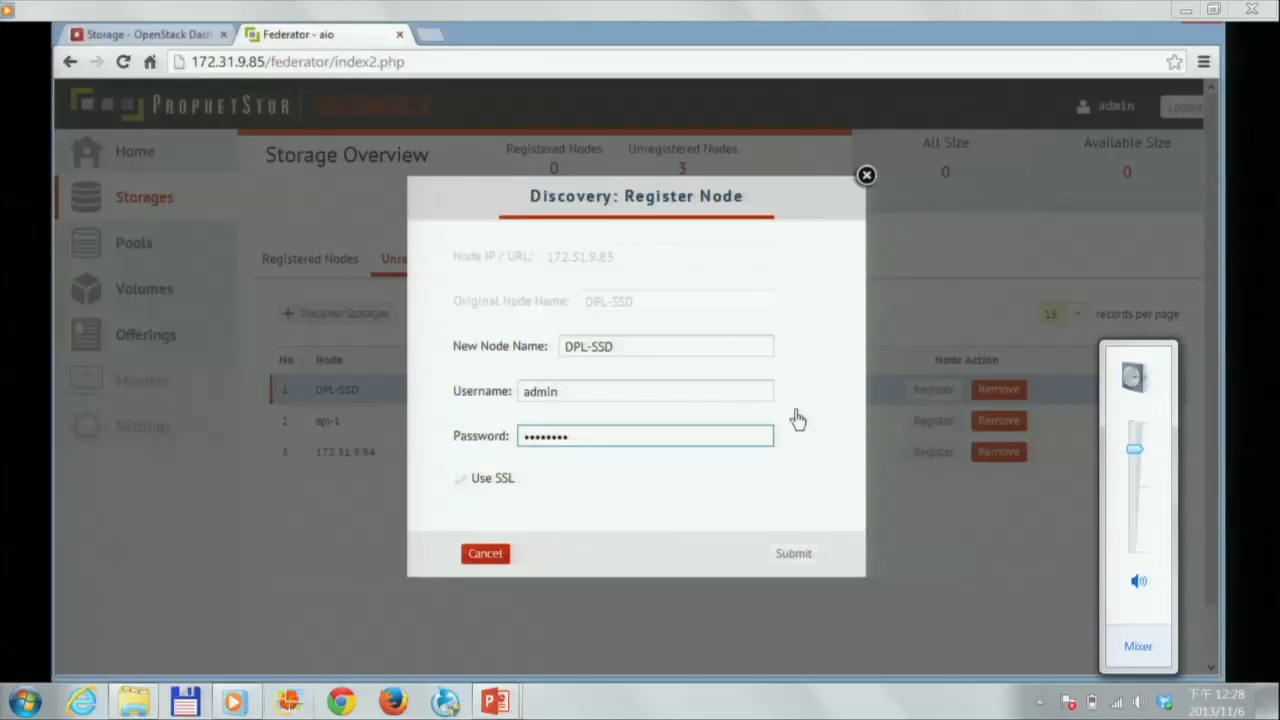 Storage - OpenStack Dash
Federator - aio
172.31.9.85/federator/index2.php
PROPHETSTOR
admin
Logout
Home
Storages
Pools
Volumes
Offerings
Monitor
Settings
Storage Overview
Registered Nodes
0
Unregistered Nodes
3
All Size
0
Available Size
0
Registered Nodes
Unre
+ Discover Storages
15
records per page
No
Node
Node Action
1 DPL-SSD Register Remove
2 dpl-1 Register Remove
3 172.31.9.94 Register Remove
Discovery: Register Node
Node IP / URL: 172.31.9.83
Original Node Name: DPL-SSD
New Node Name: DPL-SSD
Username: admin
Password: ••••••••
Use SSL
Cancel
Submit
Mixer
下午 12:28
2013/11/6